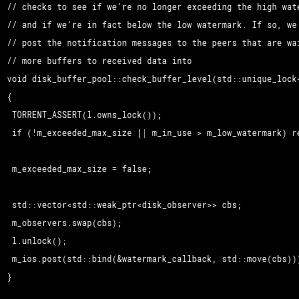 // checks to see if we're no longer exceeding the high wate
// and if we're in fact below the low watermark. If so, we
// post the notification messages to the peers that are wai
// more buffers to received data into
void disk_buffer_pool::check_buffer_level(std::unique_lock<
{
TORRENT_ASSERT(l.owns_lock());
if (!m_exceeded_max_size || m_in_use > m_low_watermark) re
m_exceeded_max_size = false;
std::vector<std::weak_ptr<disk_observer>> cbs;
m_observers.swap(cbs);
l.unlock();
m_ios.post(std::bind(&watermark_callback, std::move(cbs)))
}